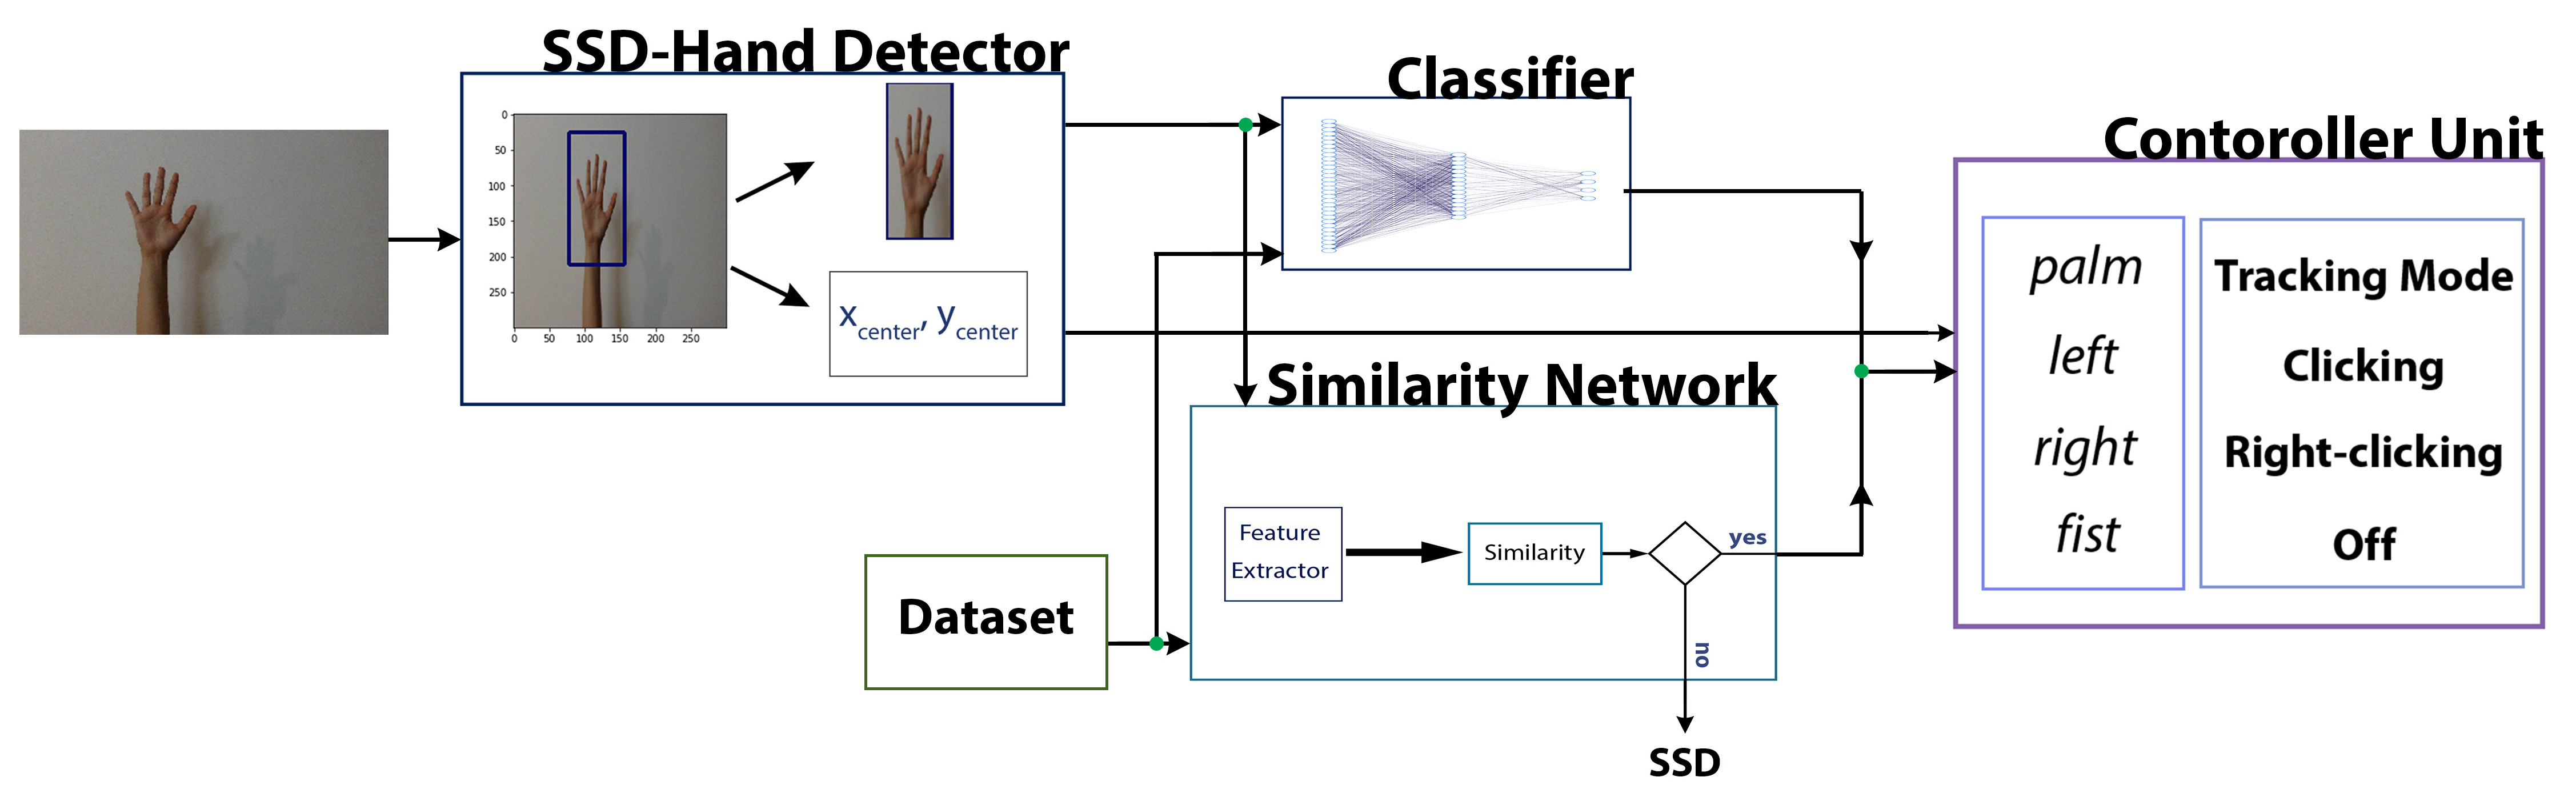 SSD-Hand Detector
0
50
100
150
200
250
0 50 100 150 200 250
xcenter, ycenter
Classifier
Contoroller Unit
palm
left
right
fist
Tracking Mode
Clicking
Right-clicking
Off
Similarity Network
Feature
Extractor
Similarity
yes
no
SSD
Dataset